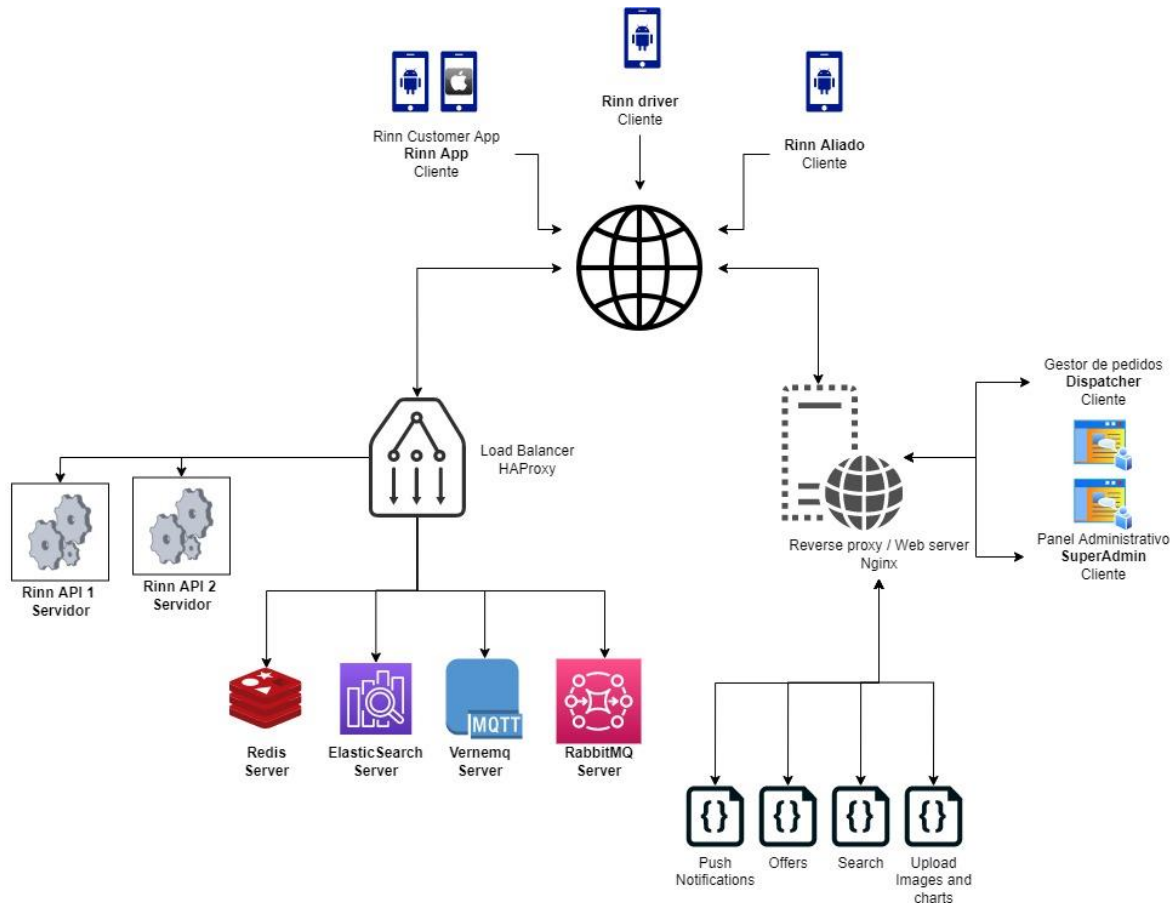 Rinn driver
Cliente
Rinn Customer App
Rinn App
Cliente
Rinn Aliado
Cliente
Gestor de pedidos
Dispatcher
Cliente
Load Balancer
HAProxy
Panel Administrativo
SuperAdmin
Cliente
Reverse proxy / Web server
Nginx
Rinn API 1
Servidor
Rinn API 2
Servidor
Redis
Server
ElasticSearch
Server
MQTT
Vernemq
Server
RabbitMQ
Server
Push
Notifications
Offers
Search
Upload
Images and
charts